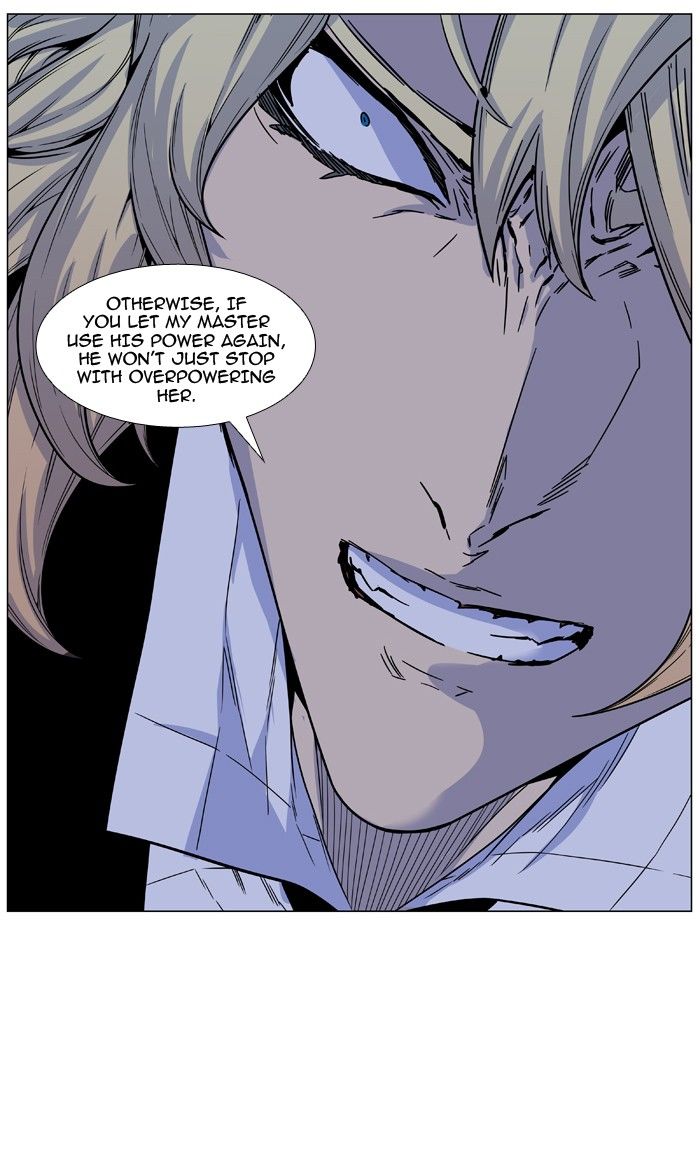 OTHERWISE, IF
YOU LET MY MASTER
USE HIS POWER AGAIN,
HE WON'T JUST STOP
WITH OVERPOWERING
HER.